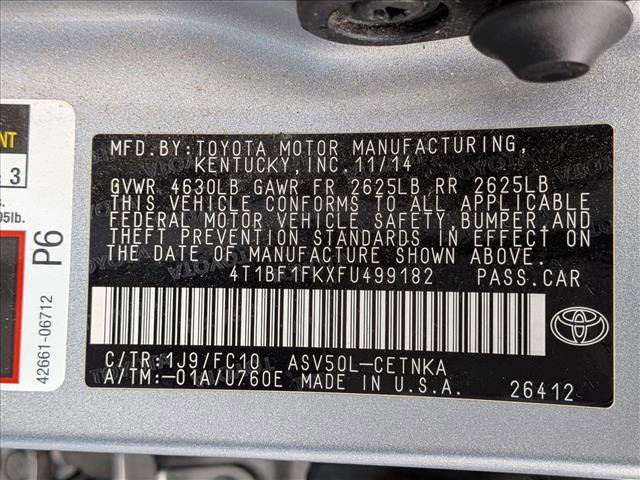 MFD.BY:TOYOTA MOTOR MANUFACTURING,
KENTUCKY,INC.11/14
GVWR 4630LB GAWR FR 2625LB RR 2625LB
THIS VEHICLE CONFORMS TO ALL APPLICABLE
FEDERAL MOTOR VEHICLE SAFETY,BUMPER,AND
THEFT PREVENTION STANDARDS IN EFFECT ON
THE DATE OF MANUFACTURE SHOWN ABOVE.
4T1BF1FKXFU499182 PASS.CAR
C/TR:1J9/FC10 ASV50L-CETNKA
A/TM:-01A/U760E MADE IN U.S.A. 26412
P6
42661-06712
3